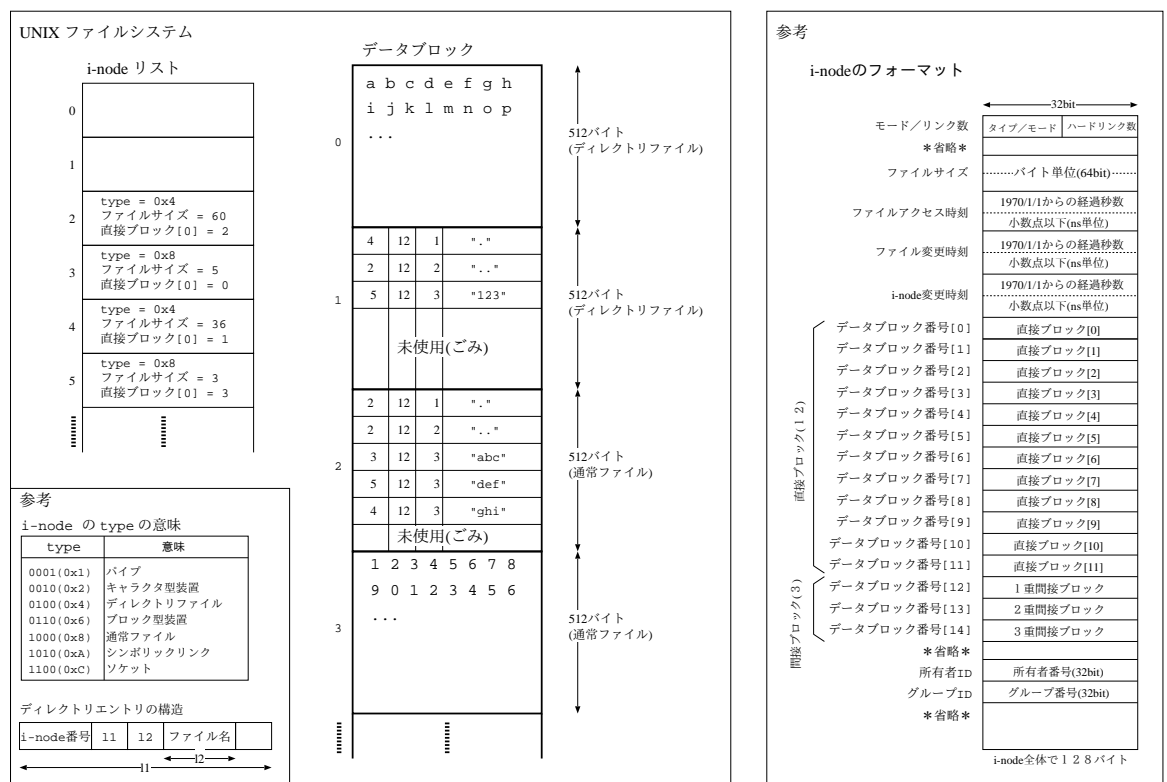 UNIX ファイルシステム
i-node リスト
0
1
2
type = 0x4
ファイルサイズ = 60
直接ブロック[0] = 2
3
type = 0x8
ファイルサイズ = 5
直接ブロック[0] = 0
4
type = 0x4
ファイルサイズ = 36
直接ブロック[0] = 1
5
type = 0x8
ファイルサイズ = 3
直接ブロック[0] = 3
データブロック
0
a b c d e f g h
i j k l m n o p
...
512バイト
(ディレクトリファイル)
1
4 12 1 "."
2 12 2 ".."
5 12 3 "123"
未使用(ごみ)
512バイト
(ディレクトリファイル)
2
2 12 1 "."
2 12 2 ".."
3 12 3 "abc"
5 12 3 "def"
4 12 3 "ghi"
未使用(ごみ)
512バイト
(通常ファイル)
3
1 2 3 4 5 6 7 8
9 0 1 2 3 4 5 6
...
512バイト
(通常ファイル)
参考
i-node の type の意味
type 意味
0001(0x1) パイプ
0010(0x2) キャラクタ型装置
0100(0x4) ディレクトリファイル
0110(0x6) ブロック型装置
1000(0x8) 通常ファイル
1010(0xA) シンボリックリンク
1100(0xC) ソケット
ディレクトリエントリの構造
i-node番号 l1 l2 ファイル名
l2
l1
参考
i-nodeのフォーマット
32bit
モード／リンク数 タイプ／モード ハードリンク数
＊省略＊
ファイルサイズ バイト単位(64bit)
ファイルアクセス時刻 1970/1/1からの経過秒数
小数点以下(ns単位)
ファイル変更時刻 1970/1/1からの経過秒数
小数点以下(ns単位)
i-node変更時刻 1970/1/1からの経過秒数
小数点以下(ns単位)
直接ブロック(１２)
データブロック番号[0] 直接ブロック[0]
データブロック番号[1] 直接ブロック[1]
データブロック番号[2] 直接ブロック[2]
データブロック番号[3] 直接ブロック[3]
データブロック番号[4] 直接ブロック[4]
データブロック番号[5] 直接ブロック[5]
データブロック番号[6] 直接ブロック[6]
データブロック番号[7] 直接ブロック[7]
データブロック番号[8] 直接ブロック[8]
データブロック番号[9] 直接ブロック[9]
データブロック番号[10] 直接ブロック[10]
データブロック番号[11] 直接ブロック[11]
間接ブロック(３)
データブロック番号[12] １重間接ブロック
データブロック番号[13] ２重間接ブロック
データブロック番号[14] ３重間接ブロック
＊省略＊
所有者ID 所有者番号(32bit)
グループID グループ番号(32bit)
＊省略＊
i-node全体で１２８バイト